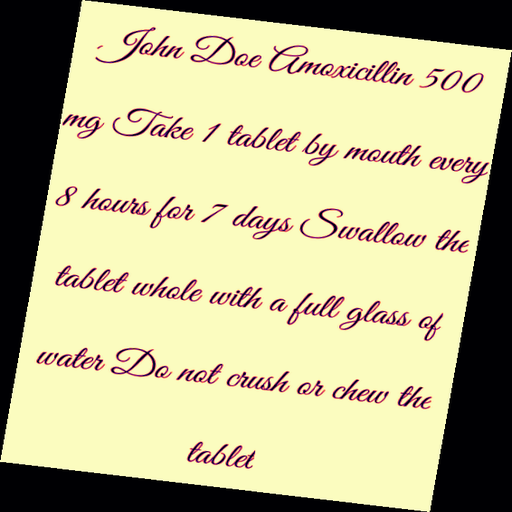 John Doe Amoxicillin 500
mg Take 1 tablet by mouth every
8 hours for 7 days Swallow the
tablet whole with a full glass of
water Do not crush or chew the
tablet